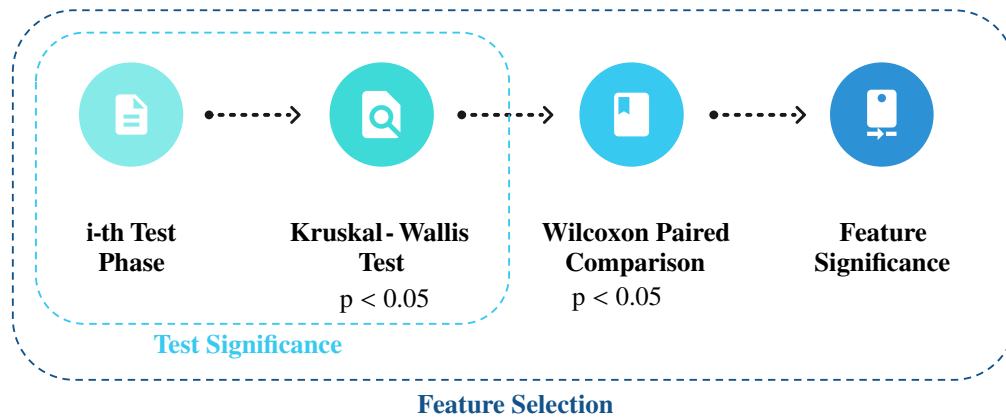 i-th Test
Phase
Kruskal - Wallis
Test
p < 0.05
Wilcoxon Paired
Comparison
p < 0.05
Feature
Significance
Test Significance
Feature Selection